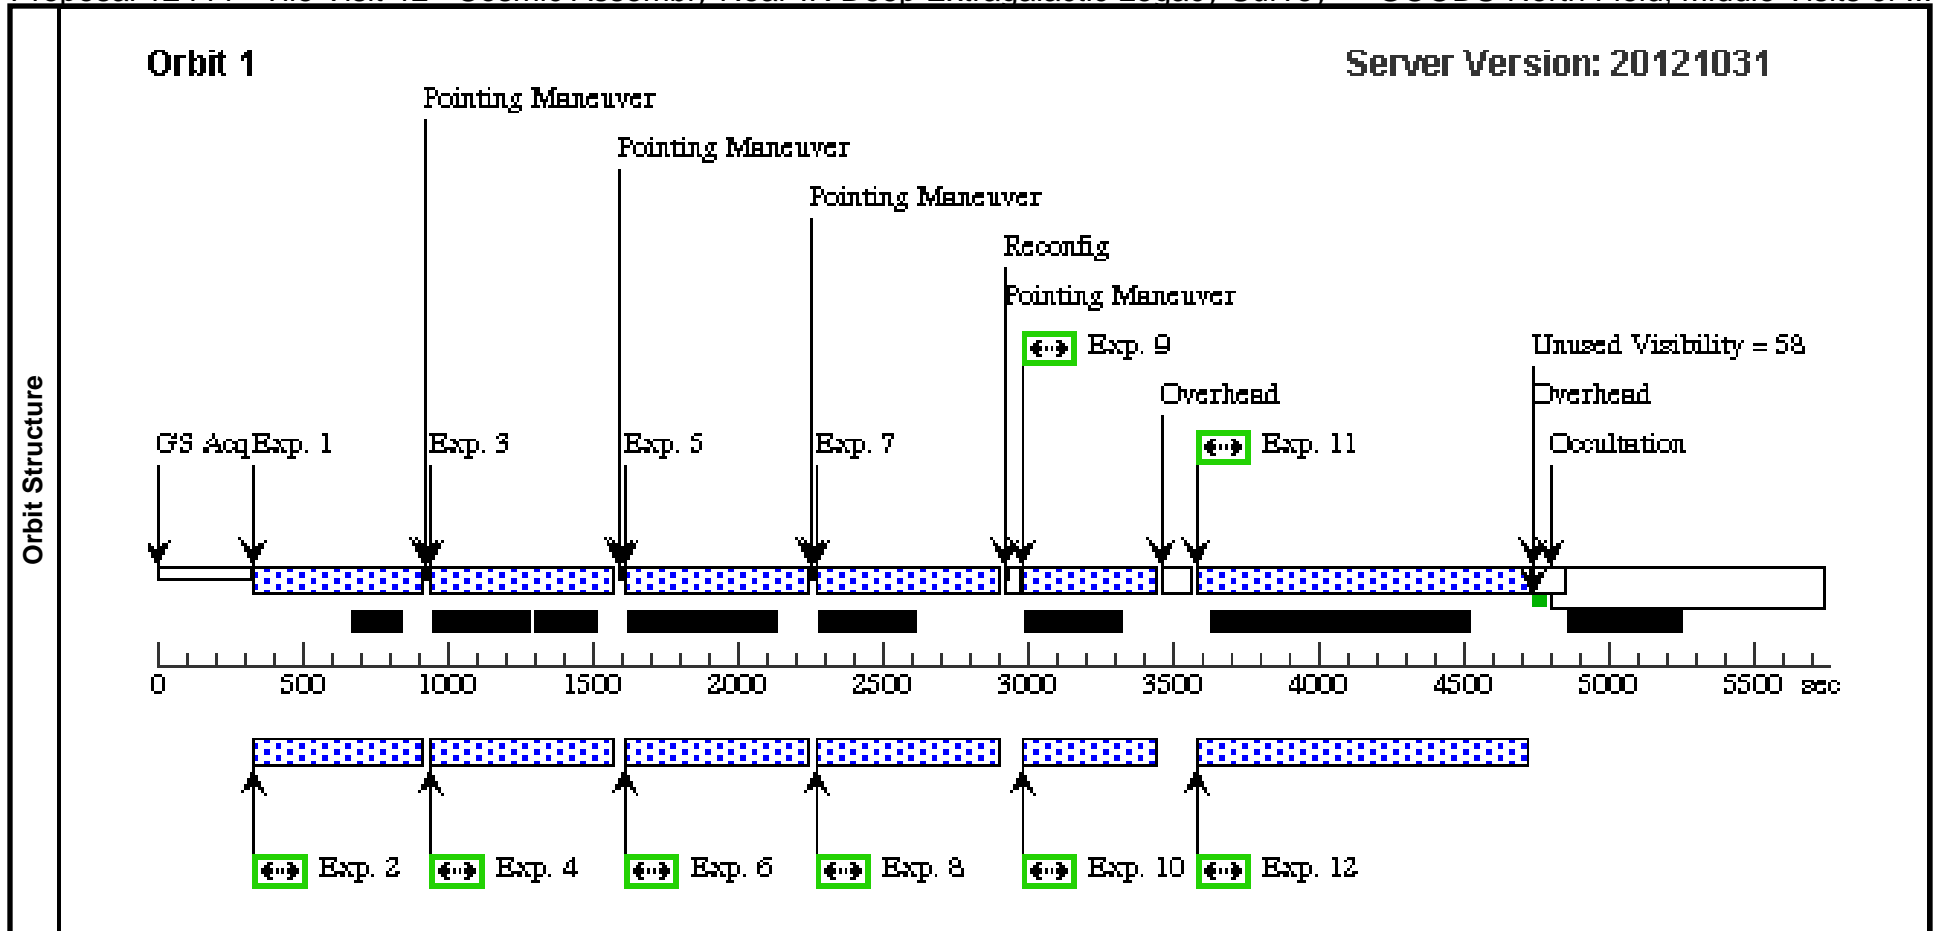 Orbit 1
Server Version: 20121031
Pointing Maneuver
Pointing Maneuver
Pointing Maneuver
Reconfig
Pointing Maneuver
Exp. 9
Unused Visibility = 58
Overhead
Overhead
GS Acq Exp. 1
Exp. 3
Exp. 5
Exp. 7
Exp. 11
Occultation
Orbit Structure
0 500 1000 1500 2000 2500 3000 3500 4000 4500 5000 5500 sec
Exp. 2
Exp. 4
Exp. 6
Exp. 8
Exp. 10
Exp. 12